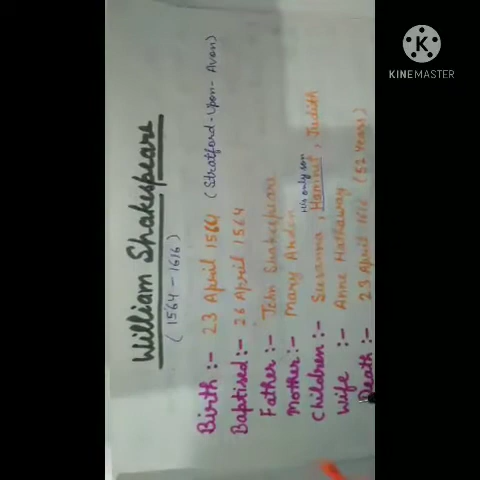 William Shakespeare
(1564 - 1616)
Birth :- 23 April 1564 (Stratford-Upon-Avon)
Baptised :- 26 April 1564
Father :- John Shakespeare
Mother :- Mary Arden
His only son
Children :- Susanna, Hamnet, Judith
Wife :- Anne Hathaway
Death :- 23 April 1616 (52 years)
KINEMASTER